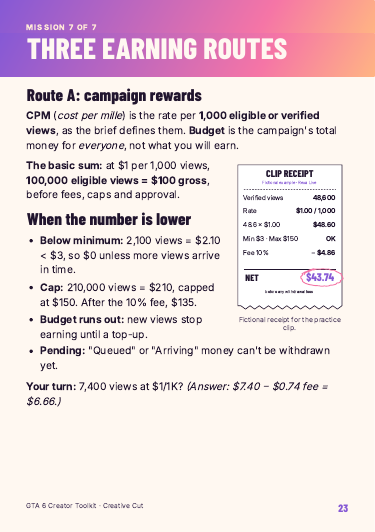 MISSION 7 OF 7
THREE EARNING ROUTES
Route A: campaign rewards
CPM (cost per mille) is the rate per 1,000 eligible or verified
views, as the brief defines them. Budget is the campaign's total
money for everyone, not what you will earn.
The basic sum: at $1 per 1,000 views,
100,000 eligible views = $100 gross,
before fees, caps and approval.
When the number is lower
• Below minimum: 2,100 views = $2.10
< $3, so $0 unless more views arrive
in time.
• Cap: 210,000 views = $210, capped
at $150. After the 10% fee, $135.
• Budget runs out: new views stop
earning until a top-up.
• Pending: "Queued" or "Arriving" money can't be withdrawn
yet.
CLIP RECEIPT
Verified views 48,600
Rate $1.00 / 1,000
48.6 × $1.00 $48.60
Min $3 · Max $150 OK
Fee 10% − $4.86
NET $43.74
Fictional receipt for the practice
clip.
Your turn: 7,400 views at $1/1K? (Answer: $7.40 − $0.74 fee =
$6.66.)
GTA 6 Creator Toolkit · Creative Cut
23